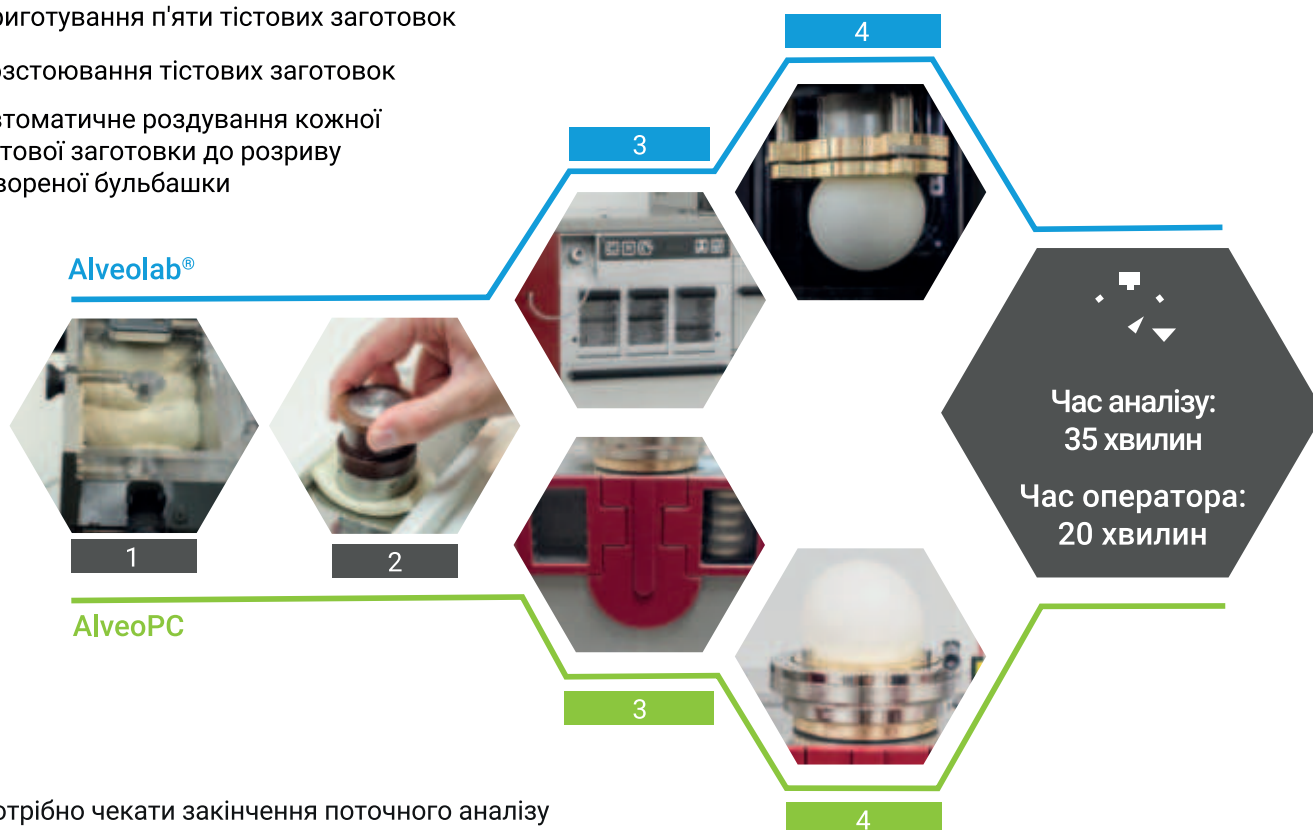 риготування п'яти тістових заготовок
озстоювання тістових заготовок
втоматичне роздування кожної
тової заготовки до розриву
вореної бульбашки
4
3
Alveolab®
Час аналізу:
35 хвилин
Час оператора:
20 хвилин
1
2
AlveoPC
3
4
отрібно чекати закінчення поточного аналізу